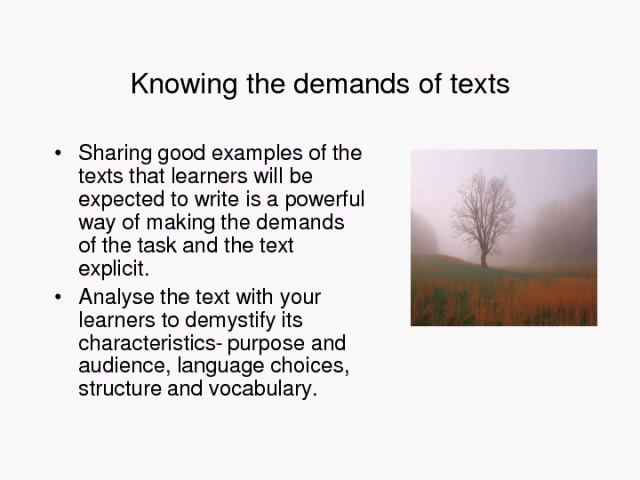 Knowing the demands of texts
• Sharing good examples of the
texts that learners will be
expected to write is a powerful
way of making the demands
of the task and the text
explicit.
• Analyse the text with your
learners to demystify its
characteristics- purpose and
audience, language choices,
structure and vocabulary.